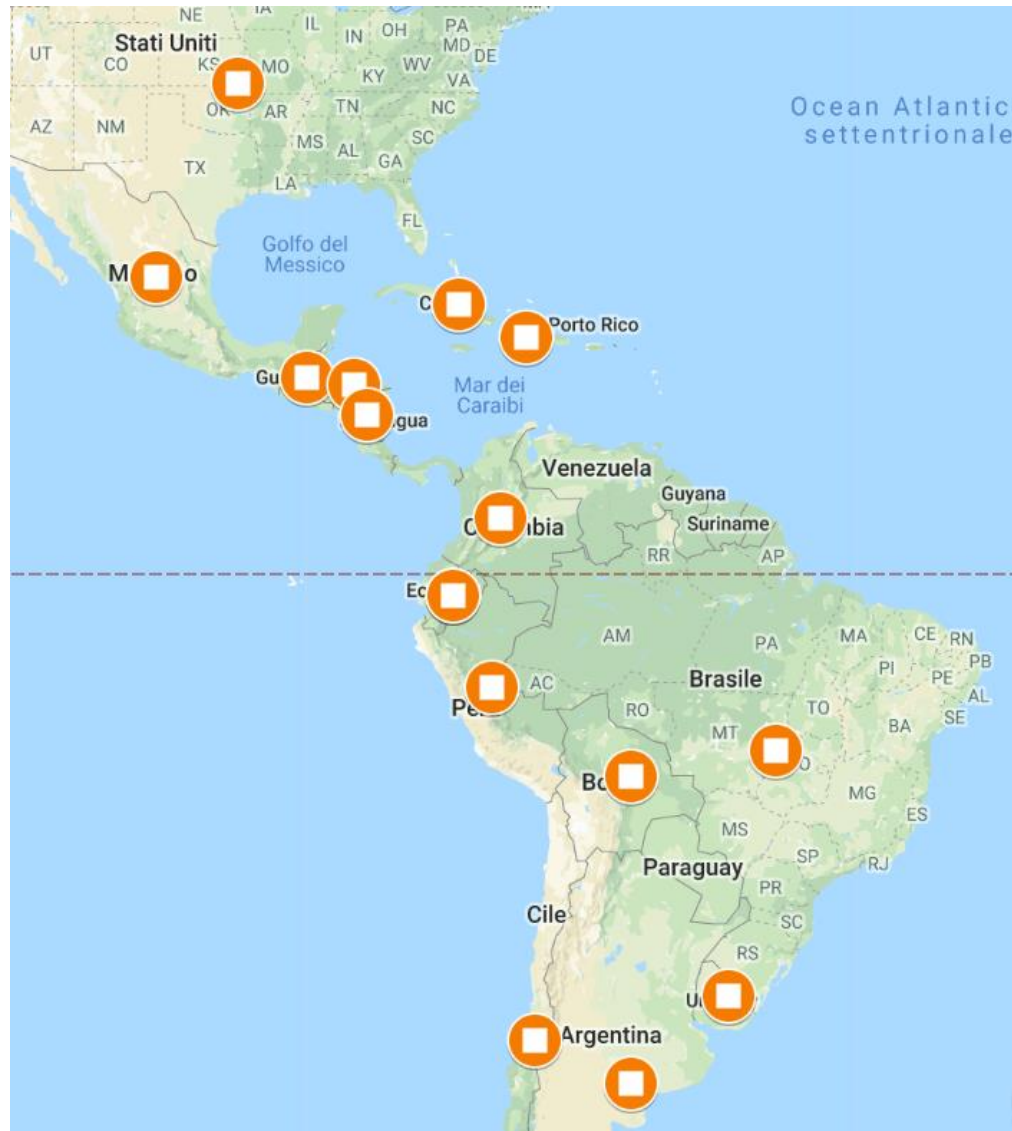 NE
IA
IL
IN
OH
PA
MD
DE
Stati Uniti
UT
CO
KS
MO
KY
WV
VA
AZ
NM
AR
TN
NC
SC
MS
AL
GA
TX
LA
FL
Ocean Atlantic
settentrionale
Golfo del
Messico
Porto Rico
Mar dei
Caraibi
Venezuela
Guyana
Suriname
RR
AP
AM
PA
MA
CE
RN
PB
PI
PE
AL
SE
AC
Brasile
RO
TO
BA
MT
MG
ES
MS
SP
RJ
Paraguay
PR
SC
Cile
RS
Argentina